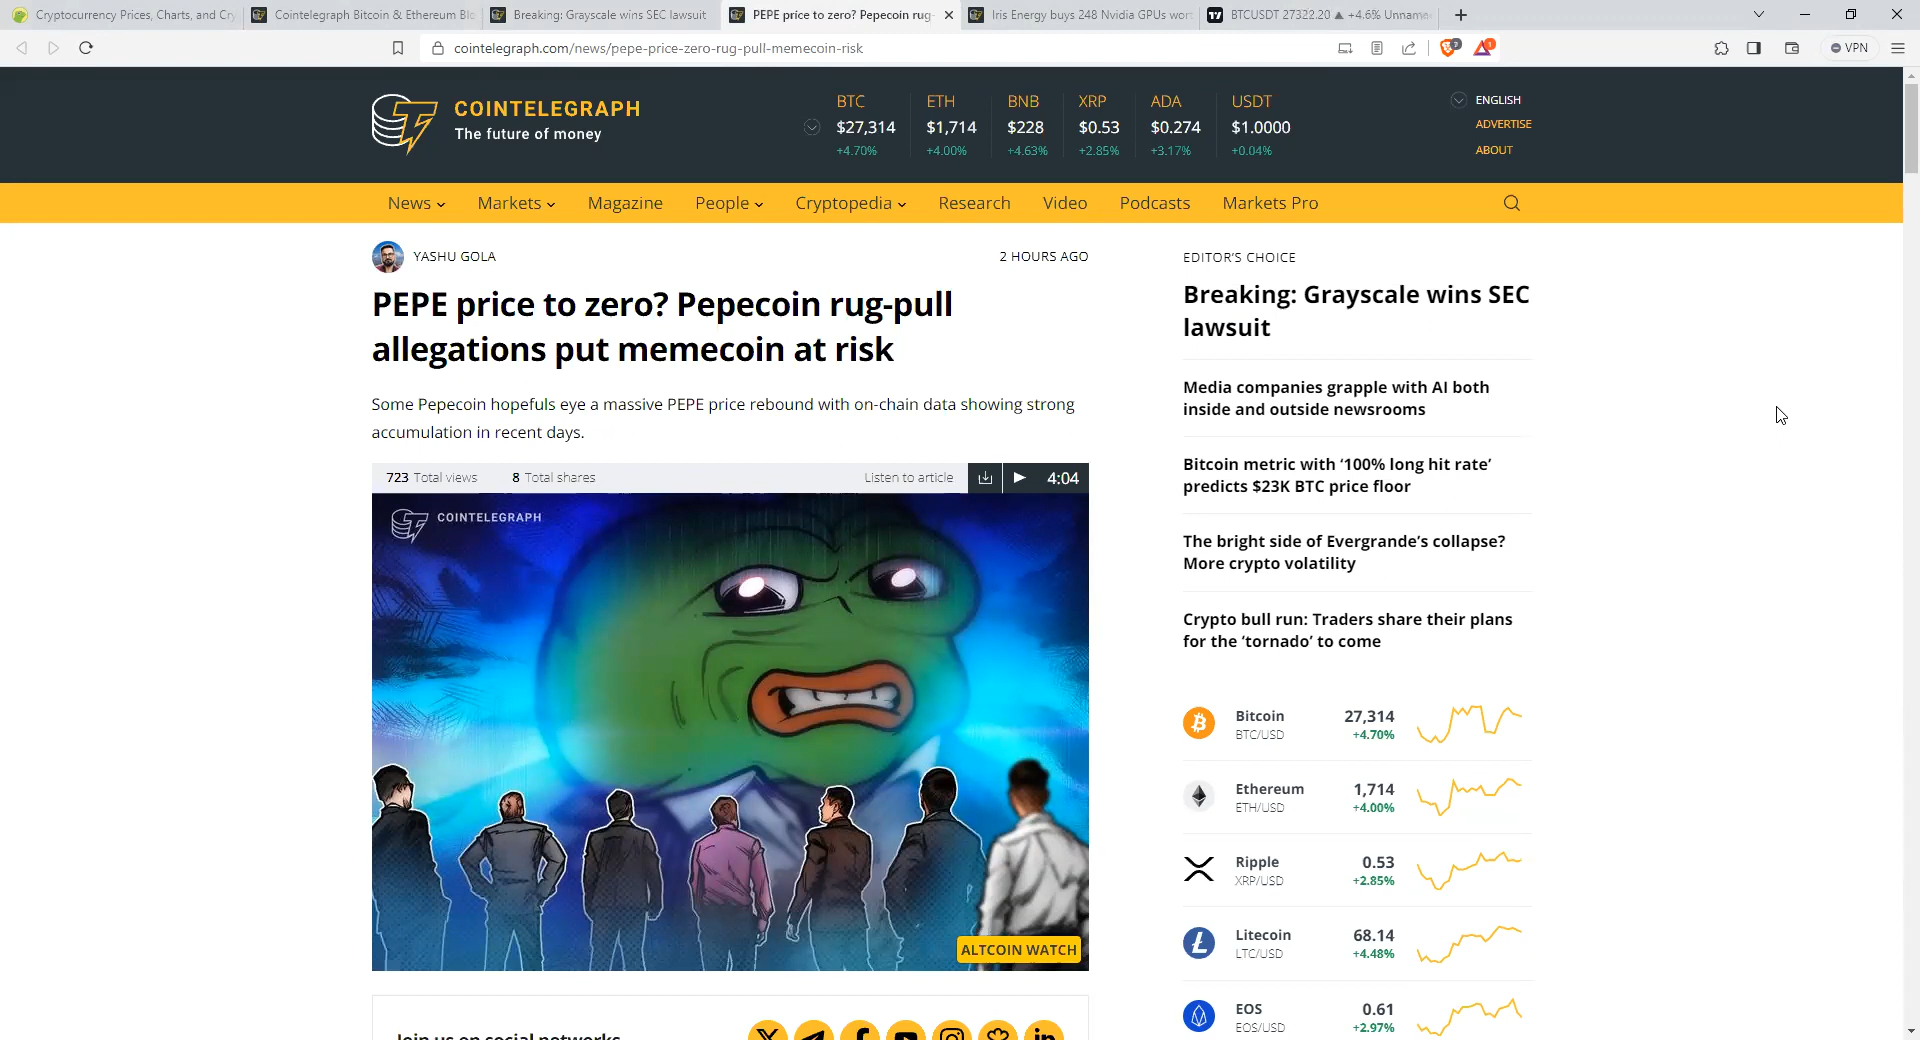 Cryptocurrency Prices, Charts, and Cry
Cointelegraph Bitcoin & Ethereum Blo
Breaking: Grayscale wins SEC lawsuit
PEPE price to zero? Pepecoin rug-
Iris Energy buys 248 Nvidia GPUs wort
BTCUSDT 27322.20 ▲ +4.6% Unname
cointelegraph.com/news/pepe-price-zero-rug-pull-memecoin-risk
VPN
COINTELEGRAPH
The future of money
BTC ETH BNB XRP ADA USDT
$27,314 $1,714 $228 $0.53 $0.274 $1.0000
+4.70% +4.00% +4.63% +2.85% +3.17% +0.04%
ENGLISH
ADVERTISE
ABOUT
News Markets Magazine People Cryptopedia Research Video Podcasts Markets Pro
YASHU GOLA
2 HOURS AGO
PEPE price to zero? Pepecoin rug-pull
allegations put memecoin at risk
Some Pepecoin hopefuls eye a massive PEPE price rebound with on-chain data showing strong
accumulation in recent days.
723 Total views 8 Total shares Listen to article 4:04
COINTELEGRAPH
ALTCOIN WATCH
Join us on social networks
EDITOR'S CHOICE
Breaking: Grayscale wins SEC
lawsuit
Media companies grapple with AI both
inside and outside newsrooms
Bitcoin metric with ‘100% long hit rate’
predicts $23K BTC price floor
The bright side of Evergrande’s collapse?
More crypto volatility
Crypto bull run: Traders share their plans
for the ‘tornado’ to come
Bitcoin 27,314
BTC/USD +4.70%
Ethereum 1,714
ETH/USD +4.00%
Ripple 0.53
XRP/USD +2.85%
Litecoin 68.14
LTC/USD +4.48%
EOS 0.61
EOS/USD +2.97%